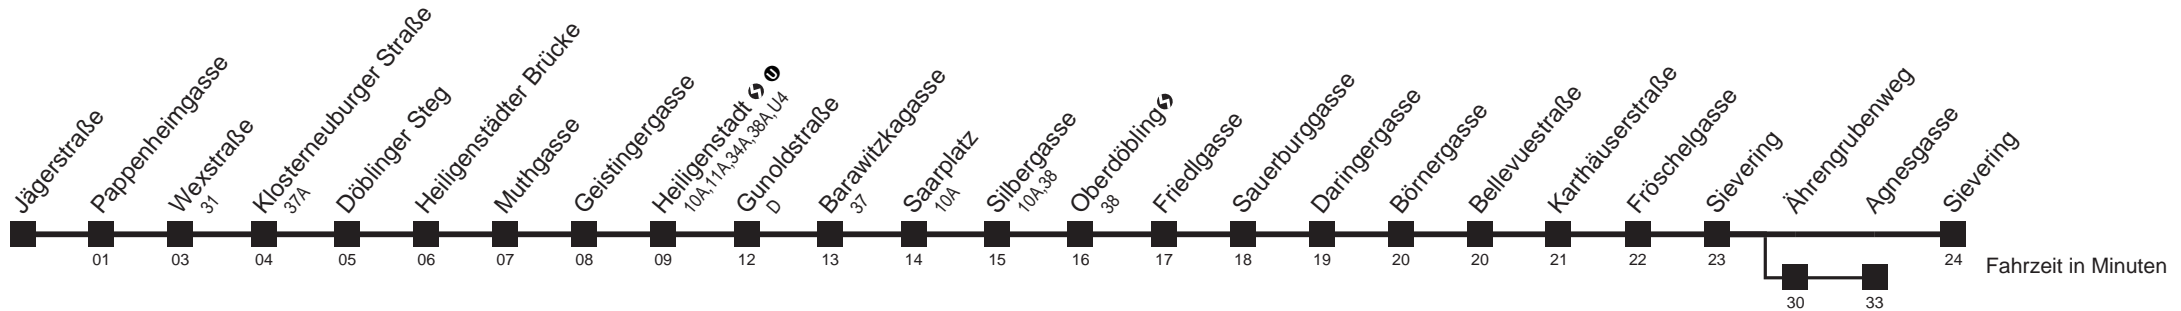 Jägerstraße
Pappenheimgasse
Wexstraße
31
Klosterneuburger Straße
37A
Döblinger Steg
Heiligenstädter Brücke
Muthgasse
Geistingergasse
Heiligenstadt S U
10A,11A,34A,38A,U4
Gunoldstraße
D
Barawitzkagasse
37
Saarplatz
10A
Silbergasse
10A,38
Oberdöbling S
38
Friedlgasse
Sauerburggasse
Daringergasse
Börnergasse
Bellevuestraße
Karthäuserstraße
Fröschelgasse
Sievering
Ährengrubenweg
Agnesgasse
Sievering
01 03 04 05 06 07 08 09 12 13 14 15 16 17 18 19 20 20 21 22 23 24
Fahrzeit in Minuten
30 33